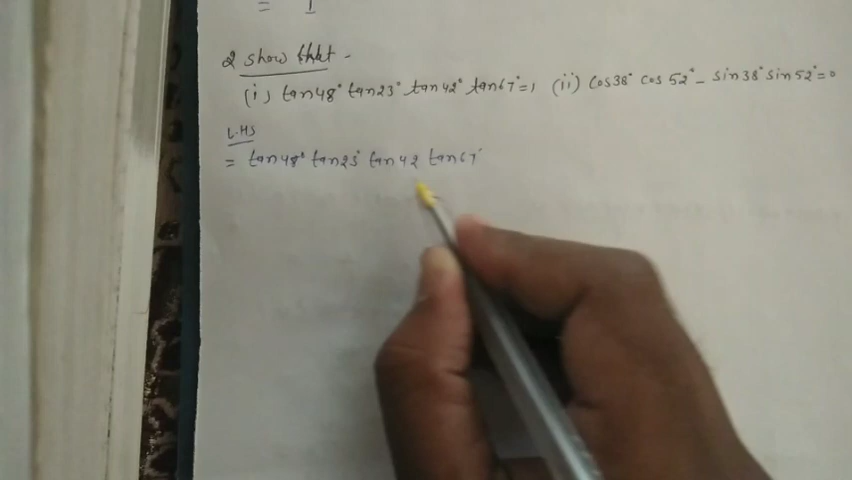 = 1
2 show that -
(i) tan48° tan23° tan42° tan67°=1 (ii) cos38° cos52° - sin38° sin52°=0
L.HS
= tan48° tan23° tan42 tan67°